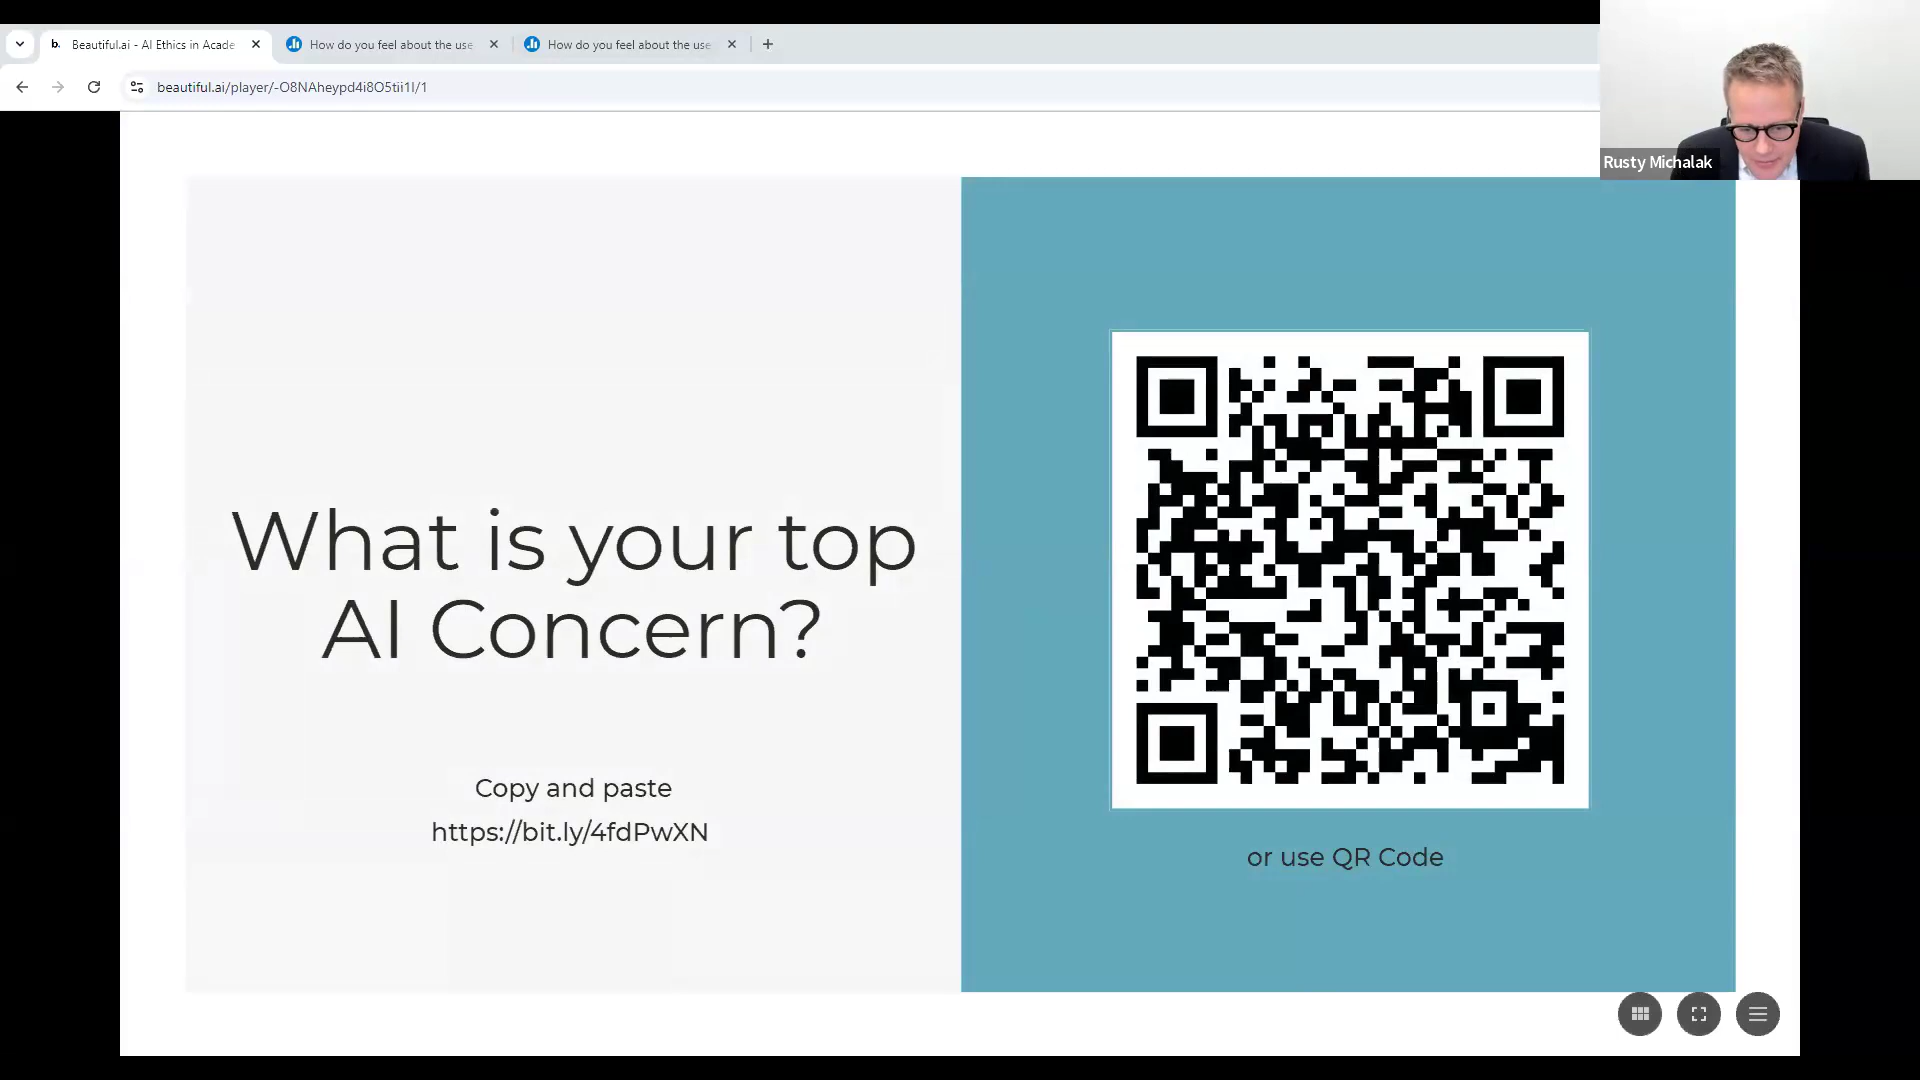 b. Beautiful.ai - AI Ethics in Acade
How do you feel about the use
How do you feel about the use
beautiful.ai/player/-O8NAheypd4i8O5tii1I/1
Rusty Michalak
What is your top
AI Concern?
Copy and paste
https://bit.ly/4fdPwXN
or use QR Code